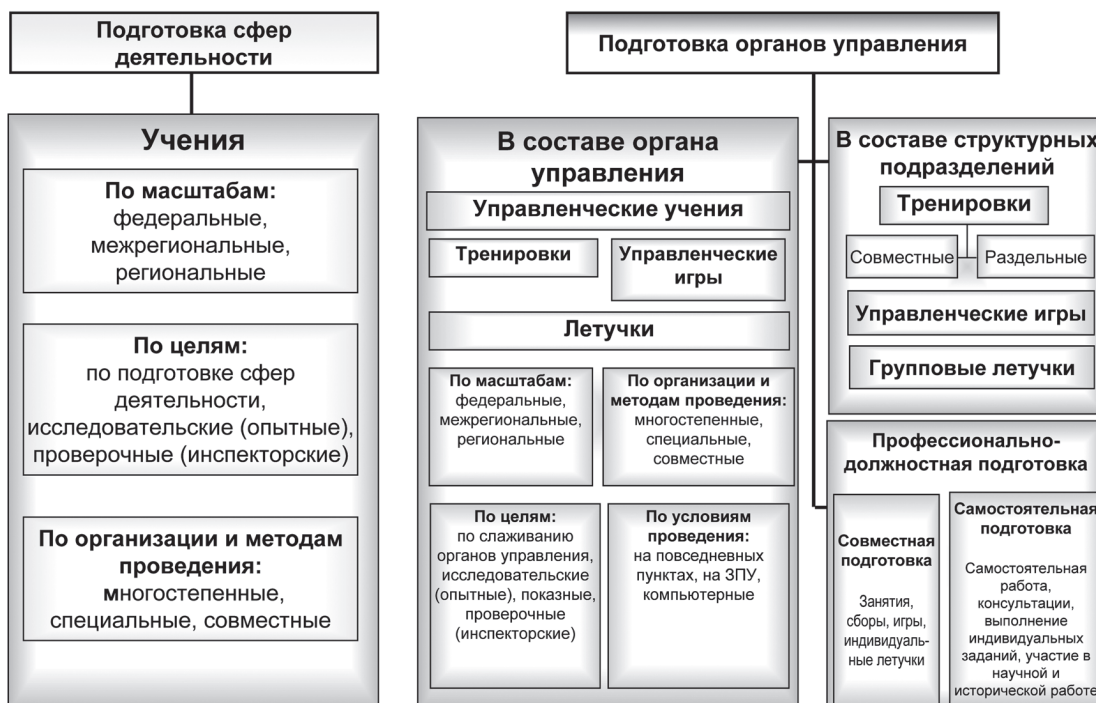 Подготовка сфер
деятельности
Учения
По масштабам:
федеральные,
межрегиональные,
региональные
По целям:
по подготовке сфер
деятельности,
исследовательские (опытные),
проверочные (инспекторские)
По организации и методам
проведения:
многостепенные,
специальные, совместные
Подготовка органов управления
В составе органа
управления
Управленческие учения
Тренировки
Управленческие
игры
Летучки
По масштабам:
федеральные,
межрегиональные,
региональные
По организации и
методам проведения:
многостепенные,
специальные,
совместные
По целям:
по слаживанию
органов управления,
исследовательские
(опытные), показные,
проверочные
(инспекторские)
По условиям
проведения:
на повседневных
пунктах, на ЗПУ,
компьютерные
В составе структурных
подразделений
Тренировки
Совместные
Раздельные
Управленческие игры
Групповые летучки
Профессионально-
должностная подготовка
Совместная
подготовка
Занятия,
сборы, игры,
индивидуаль-
ные летучки
Самостоятельная
подготовка
Самостоятельная
работа,
консультации,
выполнение
индивидуальных
заданий, участие в
научной и
исторической работе